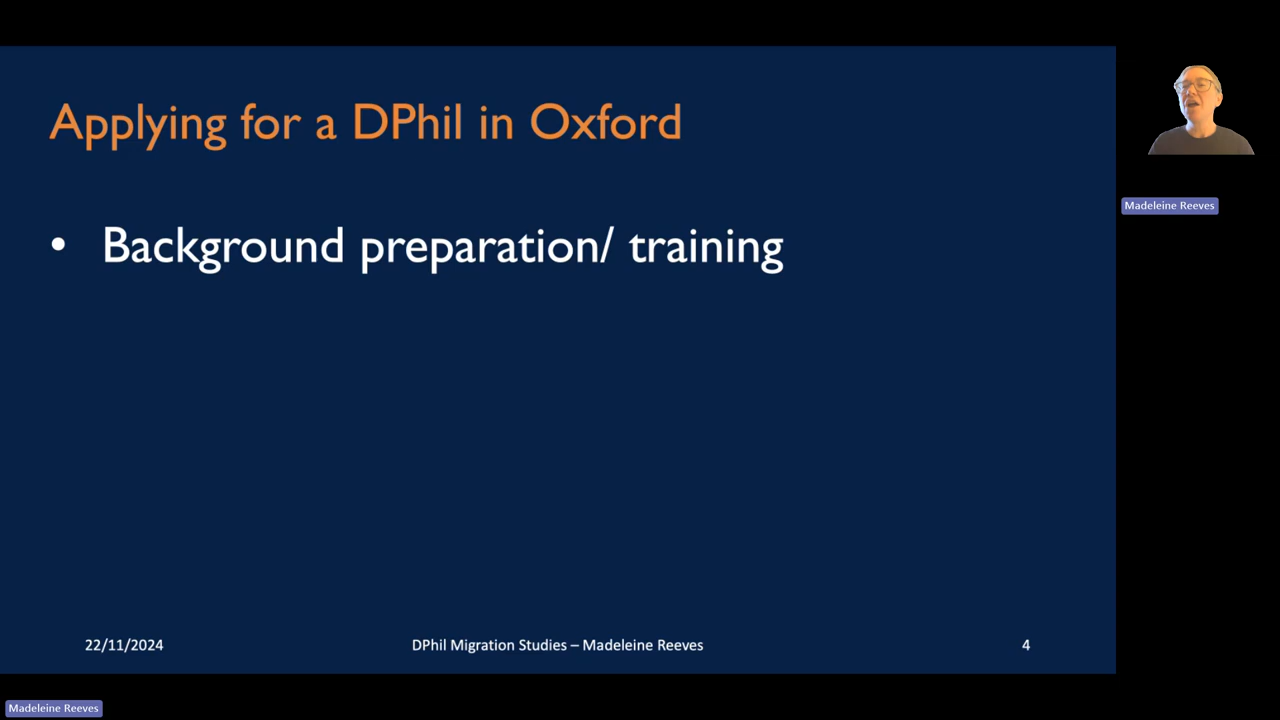 Applying for a DPhil in Oxford
• Background preparation/ training
22/11/2024
DPhil Migration Studies – Madeleine Reeves
4
Madeleine Reeves
Madeleine Reeves